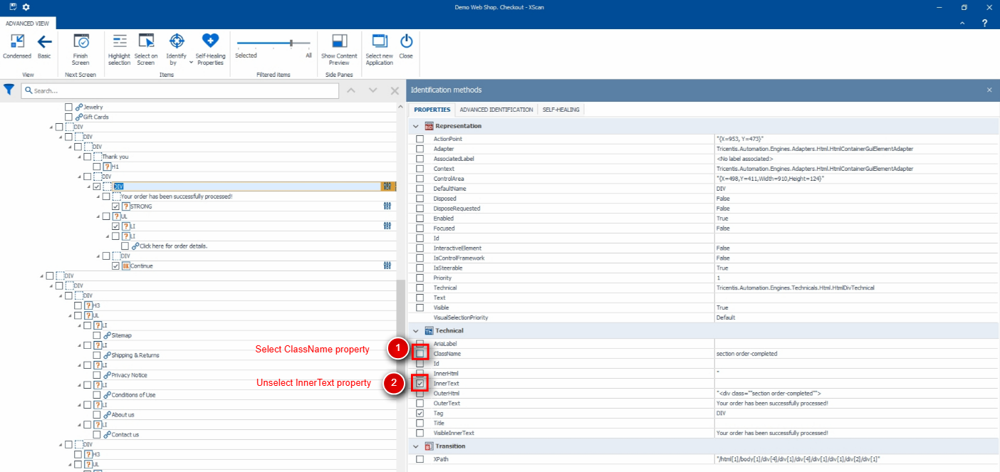 Demo Web Shop. Checkout - XScan
ADVANCED VIEW
Condensed
Basic
View
Finish Screen
Next Screen
Highlight selection
Select on Screen
Identify by
Self-Healing Properties
Items
Selected
All
Filtered items
Show Content Preview
Side Panes
Select new Application
Close
Search...
Jewelry
Gift Cards
DIV
DIV
DIV
Thank you
H1
DIV
DIV
Your order has been successfully processed!
STRONG
UL
LI
LI
Click here for order details.
DIV
OK Continue
DIV
DIV
DIV
H3
UL
LI
Sitemap
LI
Shipping & Returns
LI
Privacy Notice
LI
Conditions of Use
LI
About us
LI
Contact us
DIV
H3
UL
Select ClassName property 1
Unselect InnerText property 2
Identification methods
PROPERTIES ADVANCED IDENTIFICATION SELF-HEALING
Representation
ActionPoint "{X=953, Y=473}"
Adapter Tricentis.Automation.Engines.Adapters.Html.HtmlContainerGuiElementAdapter
AssociatedLabel <No label associated>
Context Tricentis.Automation.Engines.Adapters.Html.HtmlContainerGuiElementAdapter
ControlArea "{X=498,Y=411,Width=910,Height=124}"
DefaultName DIV
Disposed False
DisposeRequested False
Enabled True
Focused False
Id
InteractiveElement False
IsControlFramework False
IsSteerable True
Priority 1
Technical Tricentis.Automation.Engines.Technicals.Html.HtmlDivTechnical
Text
Visible True
VisualSelectionPriority Default
Technical
AriaLabel
ClassName section order-completed
Id
InnerHtml "
InnerText
OuterHtml "<div class=""section order-completed"">
OuterText Your order has been successfully processed!
Tag DIV
Title
VisibleInnerText Your order has been successfully processed!
Transition
XPath "/html[1]/body[1]/div[4]/div[1]/div[4]/div[1]/div[1]/div[2]/div[1]"